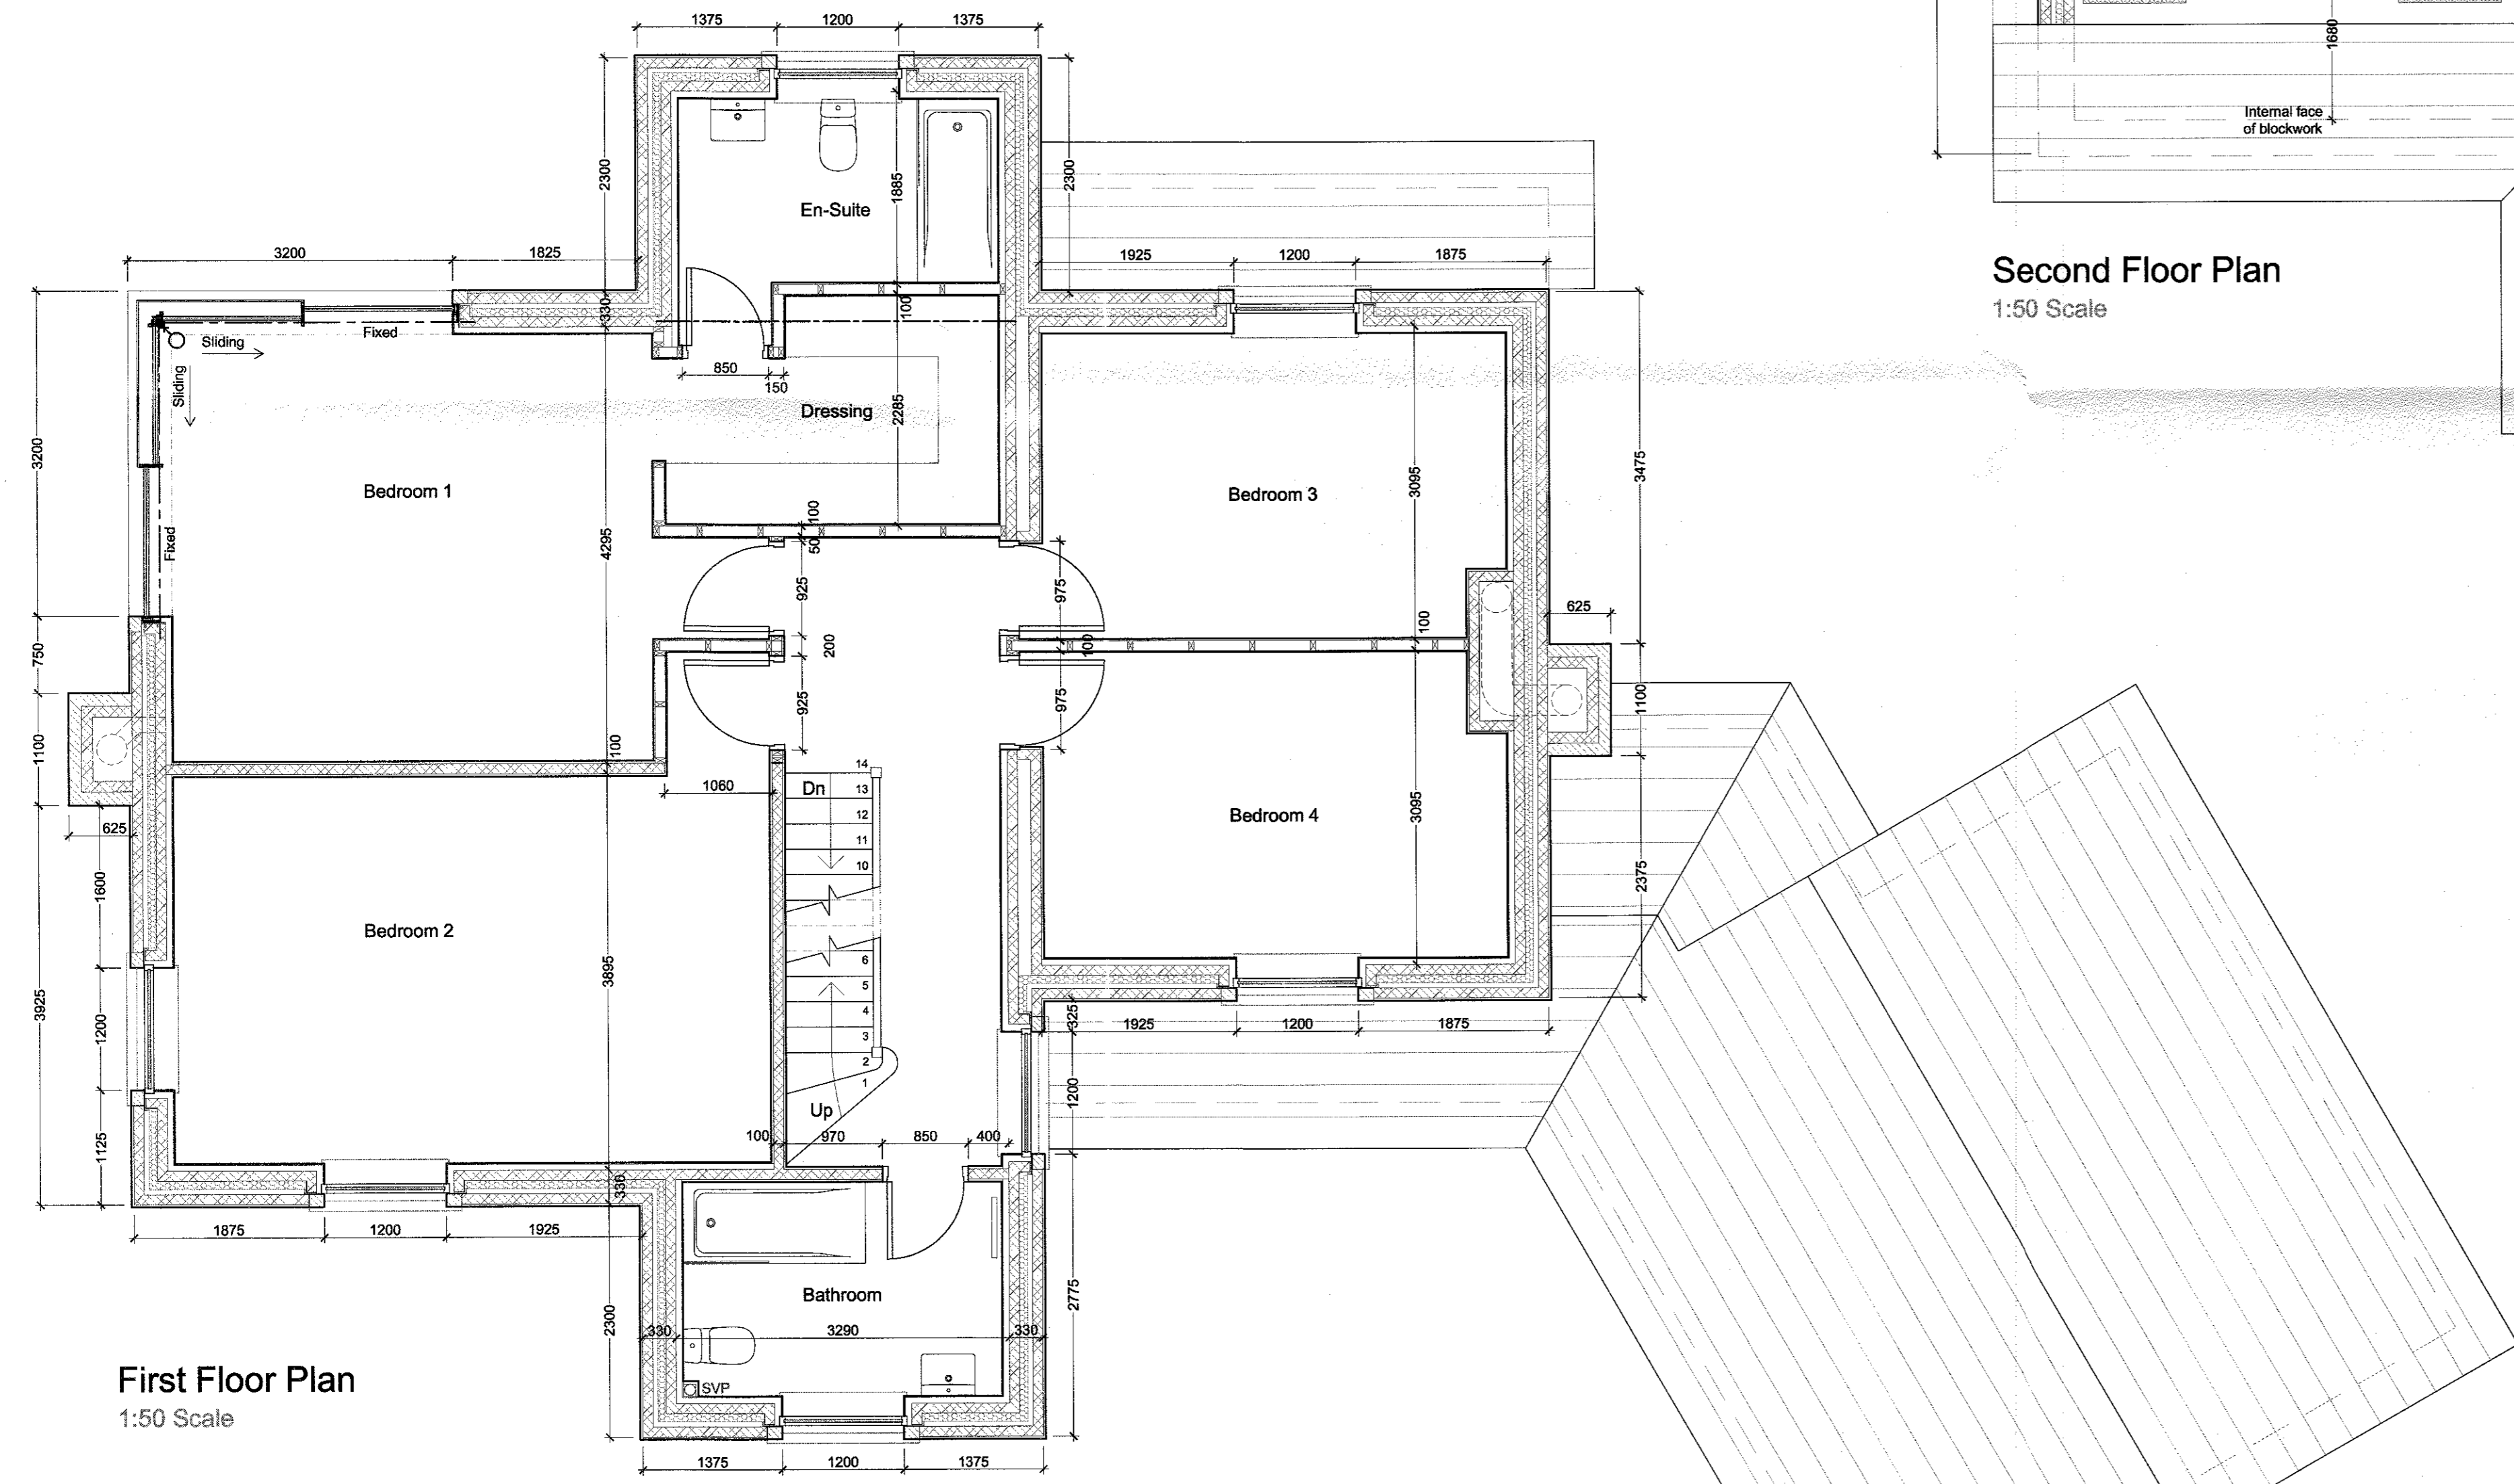 1375 1200 1375
1680
Internal face
of blockwork
2300
1885
2300
En-Suite
3200 1825
1925 1200 1875
Second Floor Plan
1:50 Scale
330
100
Fixed
Sliding
850
150
Sliding
Dressing
2285
3200
Bedroom 1
3095
Bedroom 3
3475
100
50
4295
Fixed
925
975
625
100
200
100
750
925
975
1100
1100
100
14
Dn
13
1060
12
625
11
10
Bedroom 4
3095
1600
2375
Bedroom 2
3895
6
5
4
3
2
1
3925
1200
325
1925 1200 1875
1200
Up
1125
100 970 850 400
330
1875 1200 1925
Bathroom
2775
2300
330 3290 330
SVP
First Floor Plan
1:50 Scale
1375 1200 1375